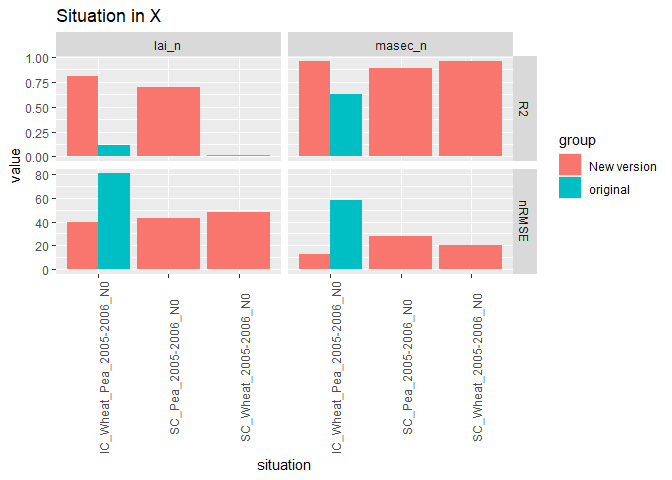 Situation in X
lai_n
masec_n
1.00
0.75
0.50
0.25
0.00
R2
80
60
40
20
0
nRMSE
value
IC_Wheat_Pea_2005-2006_N0
SC_Pea_2005-2006_N0
SC_Wheat_2005-2006_N0
IC_Wheat_Pea_2005-2006_N0
SC_Pea_2005-2006_N0
SC_Wheat_2005-2006_N0
situation
group
New version
original